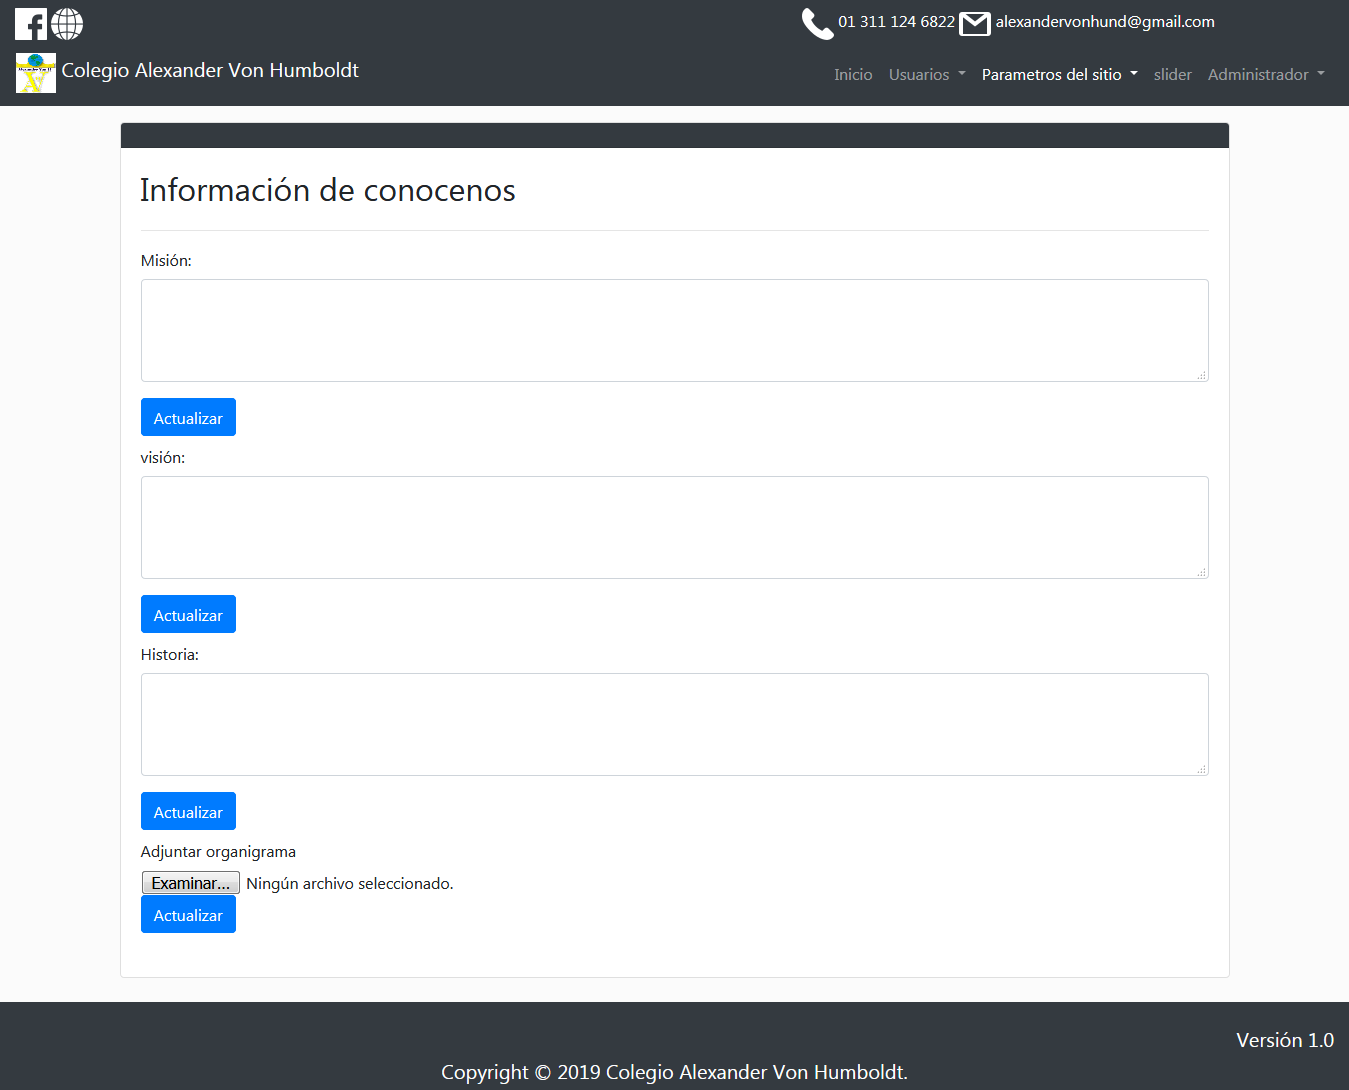 01 311 124 6822 alexandervonhund@gmail.com
Colegio Alexander Von Humboldt
Inicio Usuarios Parametros del sitio slider Administrador
Información de conocenos
Misión:
Actualizar
visión:
Actualizar
Historia:
Actualizar
Adjuntar organigrama
Examinar... Ningún archivo seleccionado.
Actualizar
Versión 1.0
Copyright © 2019 Colegio Alexander Von Humboldt.